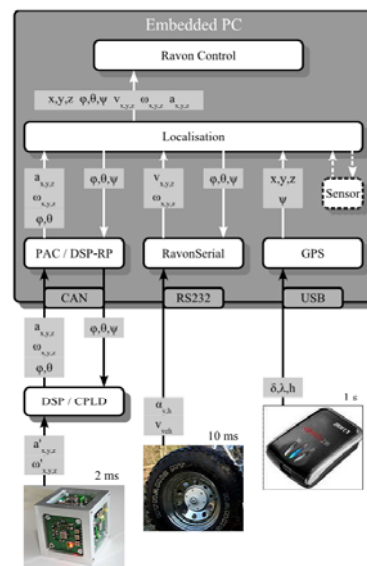 Embedded PC
Ravon Control
x,y,z φ,θ,ψ v_x,y,z ω_x,y,z a_x,y,z
Localisation
a_x,y,z
ω_x,y,z
φ,θ
φ,θ,ψ
v_x,y,z
ω_x,y,z
φ,θ,ψ
x,y,z
ψ
Sensor
PAC / DSP-RP
RavonSerial
GPS
CAN
RS232
USB
a_x,y,z
ω_x,y,z
φ,θ
φ,θ,ψ
DSP / CPLD
α_v,h
v_veh
δ,λ,h
1 s
a'_x,y,z
ω'_x,y,z
2 ms
10 ms